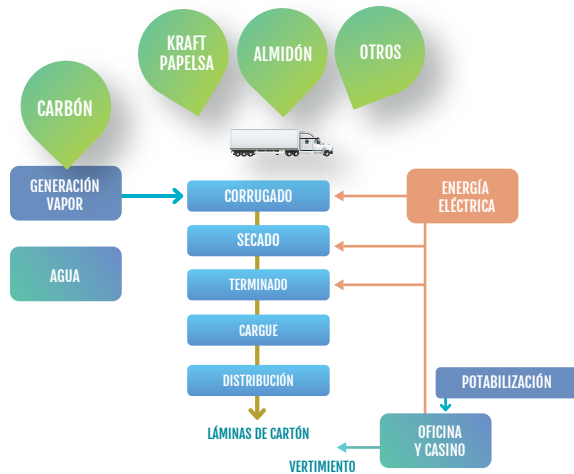 KRAFT
PAPELSA
ALMIDÓN
OTROS
CARBÓN
GENERACIÓN
VAPOR
CORRUGADO
ENERGÍA
ELÉCTRICA
SECADO
AGUA
TERMINADO
CARGUE
DISTRIBUCIÓN
POTABILIZACIÓN
LÁMINAS DE CARTÓN
OFICINA
Y CASINO
VERTIMIENTO